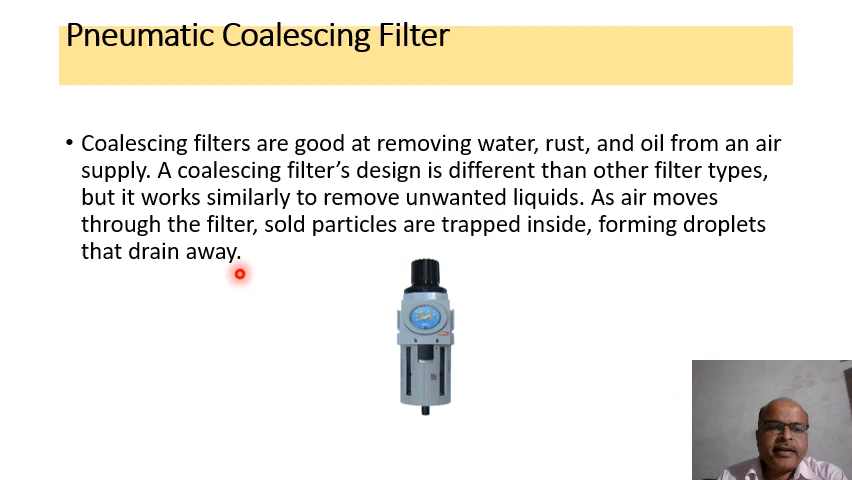 Pneumatic Coalescing Filter
• Coalescing filters are good at removing water, rust, and oil from an air
supply. A coalescing filter’s design is different than other filter types,
but it works similarly to remove unwanted liquids. As air moves
through the filter, sold particles are trapped inside, forming droplets
that drain away.